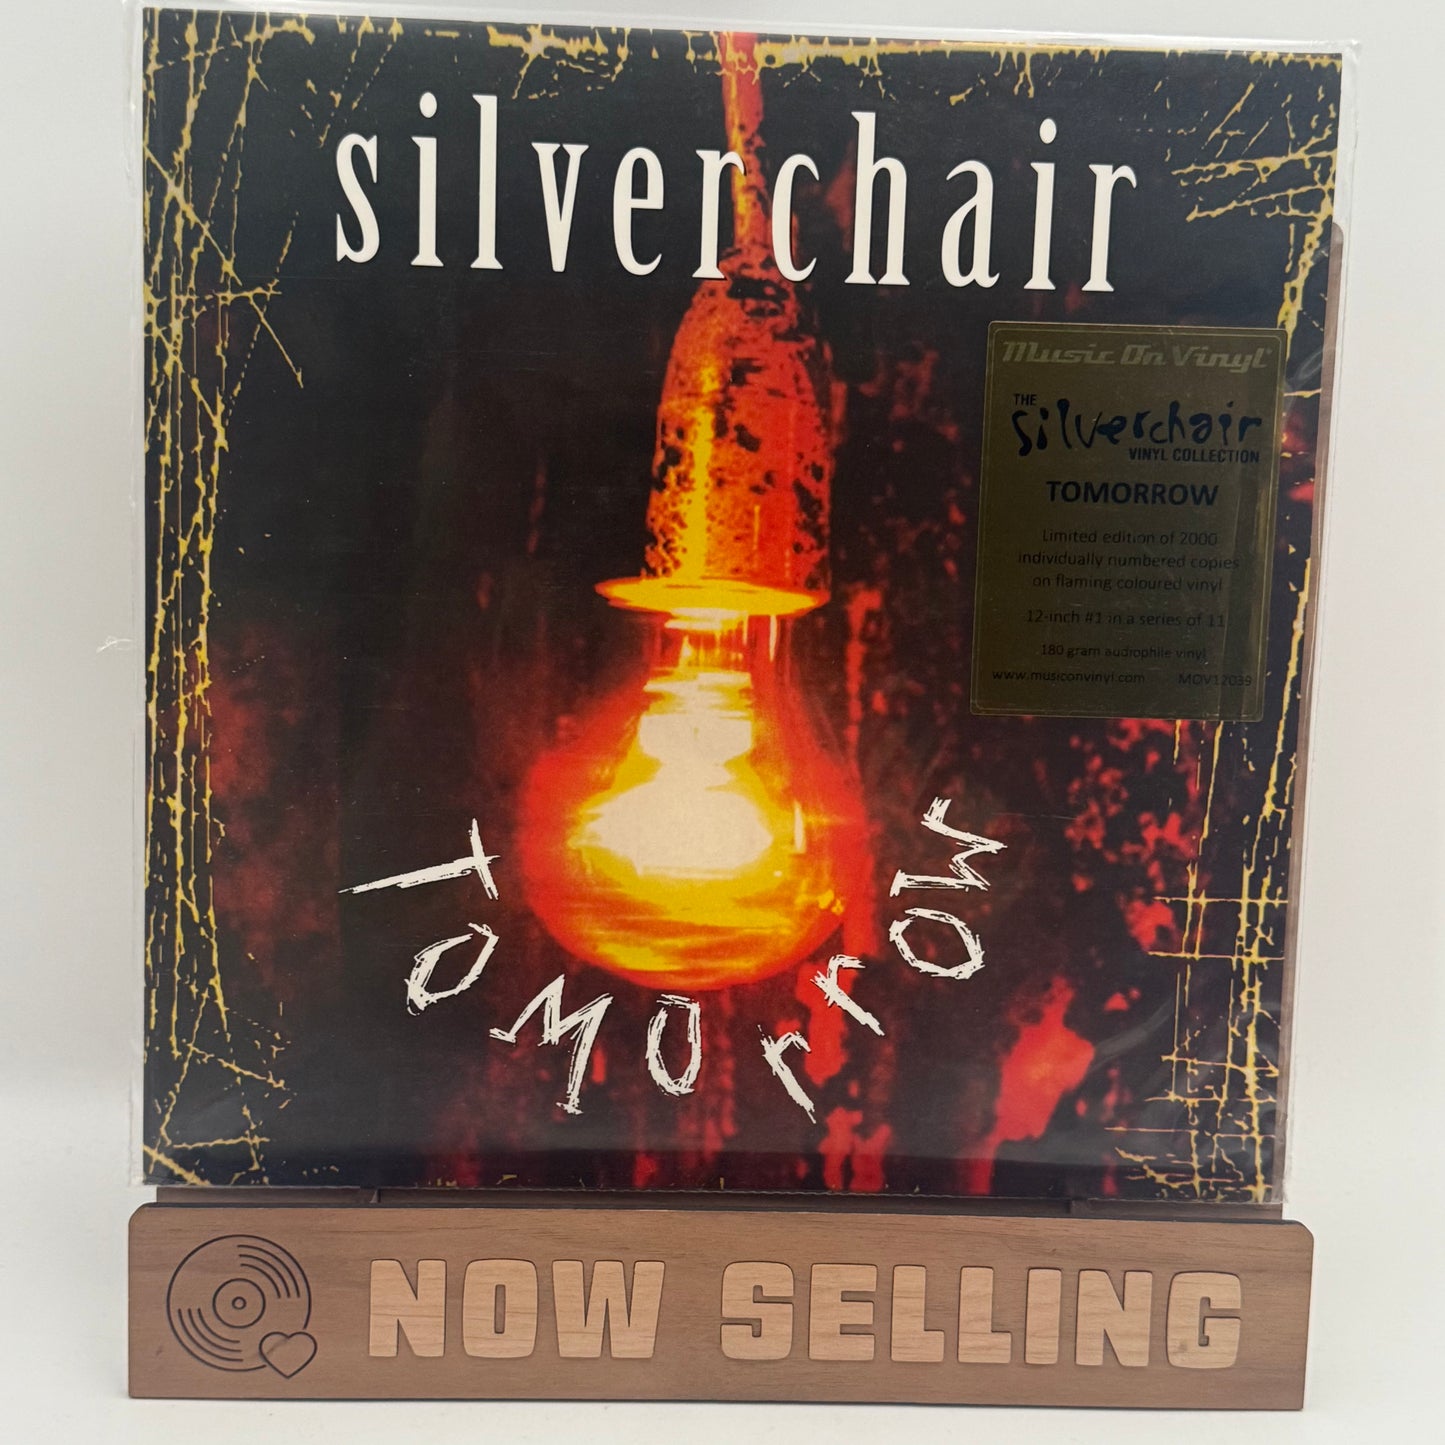 silverchair
Music On Vinyl
THE
silverchair
VINYL COLLECTION
TOMORROW
Limited edition of 2000
individually numbered copies
on flaming coloured vinyl
12-inch #1 in a series of 11
180 gram audiophile vinyl
www.musiconvinyl.com MOV12039
TOMORROW
NOW SELLING